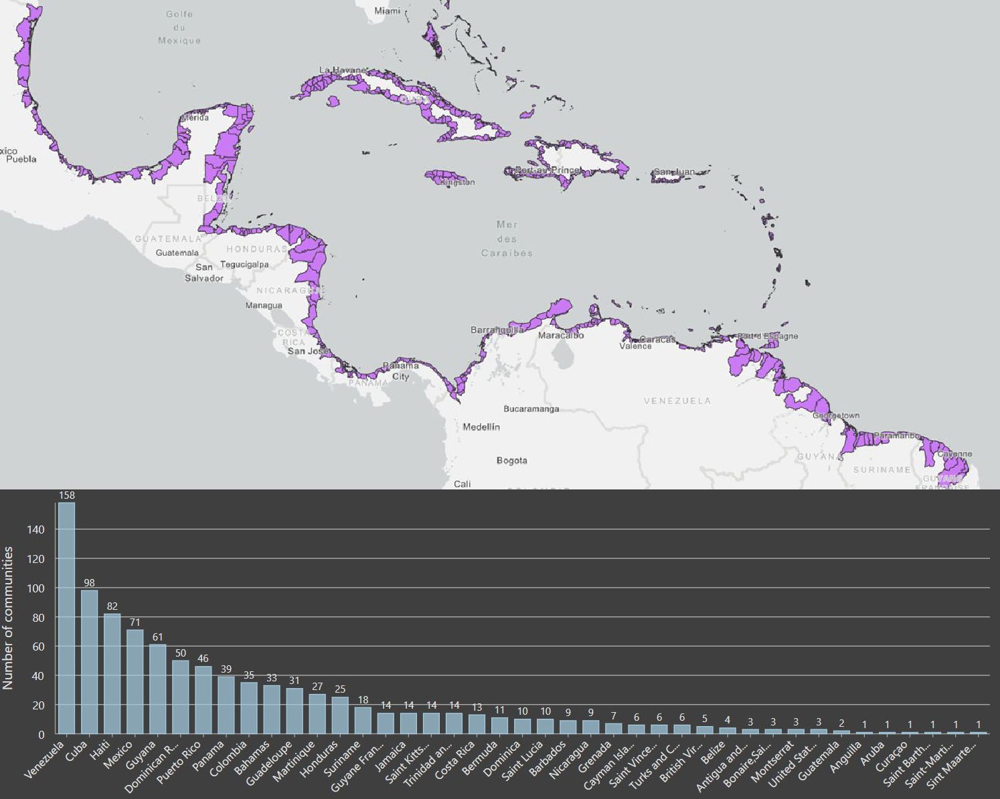 Miami
Golfe
du
Mexique
La Havane
CUBA
Mérida
xico
Puebla
Port-au-Prince
San Juan
Kingston
BELIZE
Mer
des
Caraïbes
GUATEMALA
Guatemala
HONDURAS
San
Salvador
Tegucigalpa
NICARAGUA
Managua
COSTA
RICA
San José
Barranquilla
Maracaibo
Caracas
Valence
Port d'Espagne
Panama
City
PANAMA
Bucaramanga
VENEZUELA
Medellín
Georgetown
Paramaribo
Bogota
GUYANA
SURINAME
Cayenne
Cali
GUYANE
FRANÇAISE
COLOMBIE
Number of communities
140
120
100
80
60
40
20
0
158
98
82
71
61
50
46
39
35
33
31
27
25
18
14
14
14
14
13
11
10
10
9
9
7
6
6
6
5
4
3
3
3
3
2
1
1
1
1
1
1
Venezuela
Cuba
Haiti
Mexico
Guyana
Dominican R...
Puerto Rico
Panama
Colombia
Bahamas
Guadeloupe
Martinique
Honduras
Suriname
Guyane Fran...
Jamaica
Saint Kitts...
Trinidad an...
Costa Rica
Bermuda
Dominica
Saint Lucia
Barbados
Nicaragua
Grenada
Cayman Isla...
Saint Vince...
Turks and C...
British Vir...
Belize
Antigua and...
Bonaire,Sai...
Montserrat
United Stat...
Guatemala
Anguilla
Aruba
Curaçao
Saint Barth...
Saint-Marti...
Sint Maarte...